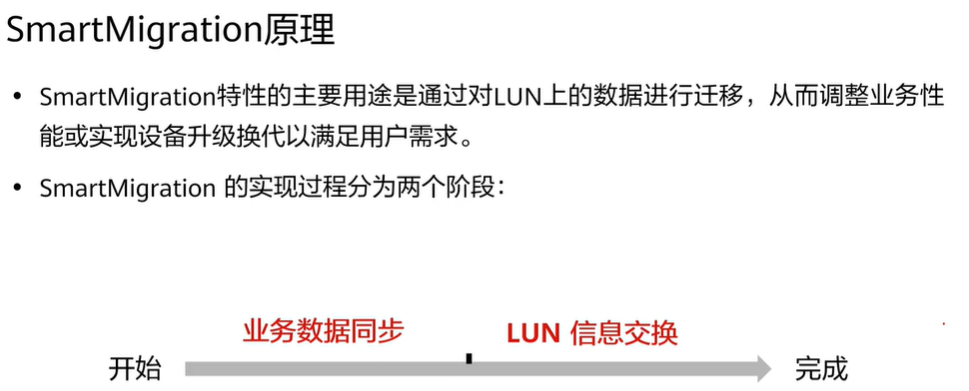 SmartMigration原理
• SmartMigration特性的主要用途是通过对LUN上的数据进行迁移，从而调整业务性
能或实现设备升级换代以满足用户需求。
• SmartMigration 的实现过程分为两个阶段：
业务数据同步 LUN 信息交换
开始 完成